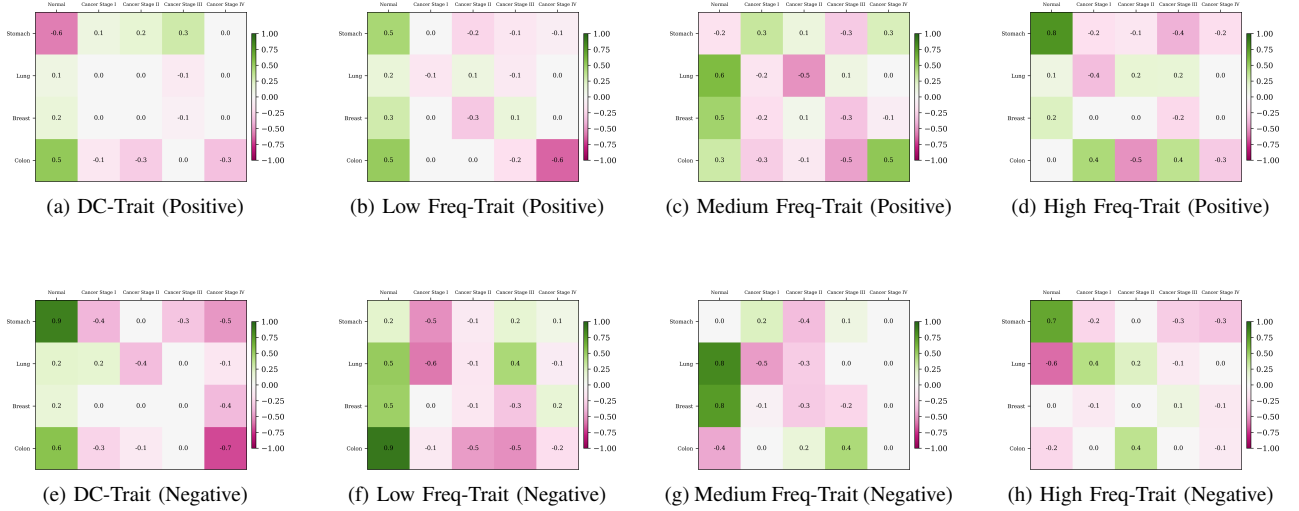 Normal Cancer Stage I Cancer Stage II Cancer Stage III Cancer Stage IV
Stomach -0.6 0.1 0.2 0.3 0.0
Lung 0.1 0.0 0.0 -0.1 0.0
Breast 0.2 0.0 0.0 -0.1 0.0
Colon 0.5 -0.1 -0.3 0.0 -0.3
1.00
0.75
0.50
0.25
0.00
−0.25
−0.50
−0.75
−1.00
(a) DC-Trait (Positive)
Normal Cancer Stage I Cancer Stage II Cancer Stage III Cancer Stage IV
Stomach 0.5 0.0 -0.2 -0.1 -0.1
Lung 0.2 -0.1 0.1 -0.1 0.0
Breast 0.3 0.0 -0.3 0.1 0.0
Colon 0.5 0.0 0.0 -0.2 -0.6
1.00
0.75
0.50
0.25
0.00
−0.25
−0.50
−0.75
−1.00
(b) Low Freq-Trait (Positive)
Normal Cancer Stage I Cancer Stage II Cancer Stage III Cancer Stage IV
Stomach -0.2 0.3 0.1 -0.3 0.3
Lung 0.6 -0.2 -0.5 0.1 0.0
Breast 0.5 -0.2 0.1 -0.3 -0.1
Colon 0.3 -0.3 -0.1 -0.5 0.5
1.00
0.75
0.50
0.25
0.00
−0.25
−0.50
−0.75
−1.00
(c) Medium Freq-Trait (Positive)
Normal Cancer Stage I Cancer Stage II Cancer Stage III Cancer Stage IV
Stomach 0.8 -0.2 -0.1 -0.4 -0.2
Lung 0.1 -0.4 0.2 0.2 0.0
Breast 0.2 0.0 0.0 -0.2 0.0
Colon 0.0 0.4 -0.5 0.4 -0.3
1.00
0.75
0.50
0.25
0.00
−0.25
−0.50
−0.75
−1.00
(d) High Freq-Trait (Positive)
Normal Cancer Stage I Cancer Stage II Cancer Stage III Cancer Stage IV
Stomach 0.9 -0.4 0.0 -0.3 -0.5
Lung 0.2 0.2 -0.4 0.0 -0.1
Breast 0.2 0.0 0.0 0.0 -0.4
Colon 0.6 -0.3 -0.1 0.0 -0.7
1.00
0.75
0.50
0.25
0.00
−0.25
−0.50
−0.75
−1.00
(e) DC-Trait (Negative)
Normal Cancer Stage I Cancer Stage II Cancer Stage III Cancer Stage IV
Stomach 0.2 -0.5 -0.1 0.2 0.1
Lung 0.5 -0.6 -0.1 0.4 -0.1
Breast 0.5 0.0 -0.1 -0.3 0.2
Colon 0.9 -0.1 -0.5 -0.5 -0.2
1.00
0.75
0.50
0.25
0.00
−0.25
−0.50
−0.75
−1.00
(f) Low Freq-Trait (Negative)
Normal Cancer Stage I Cancer Stage II Cancer Stage III Cancer Stage IV
Stomach 0.0 0.2 -0.4 0.1 0.0
Lung 0.8 -0.5 -0.3 0.0 0.0
Breast 0.8 -0.1 -0.3 -0.2 0.0
Colon -0.4 0.0 0.2 0.4 0.0
1.00
0.75
0.50
0.25
0.00
−0.25
−0.50
−0.75
−1.00
(g) Medium Freq-Trait (Negative)
Normal Cancer Stage I Cancer Stage II Cancer Stage III Cancer Stage IV
Stomach 0.7 -0.2 0.0 -0.3 -0.3
Lung -0.6 0.4 0.2 -0.1 0.0
Breast 0.0 -0.1 0.0 0.1 -0.1
Colon -0.2 0.0 0.4 0.0 -0.1
1.00
0.75
0.50
0.25
0.00
−0.25
−0.50
−0.75
−1.00
(h) High Freq-Trait (Negative)